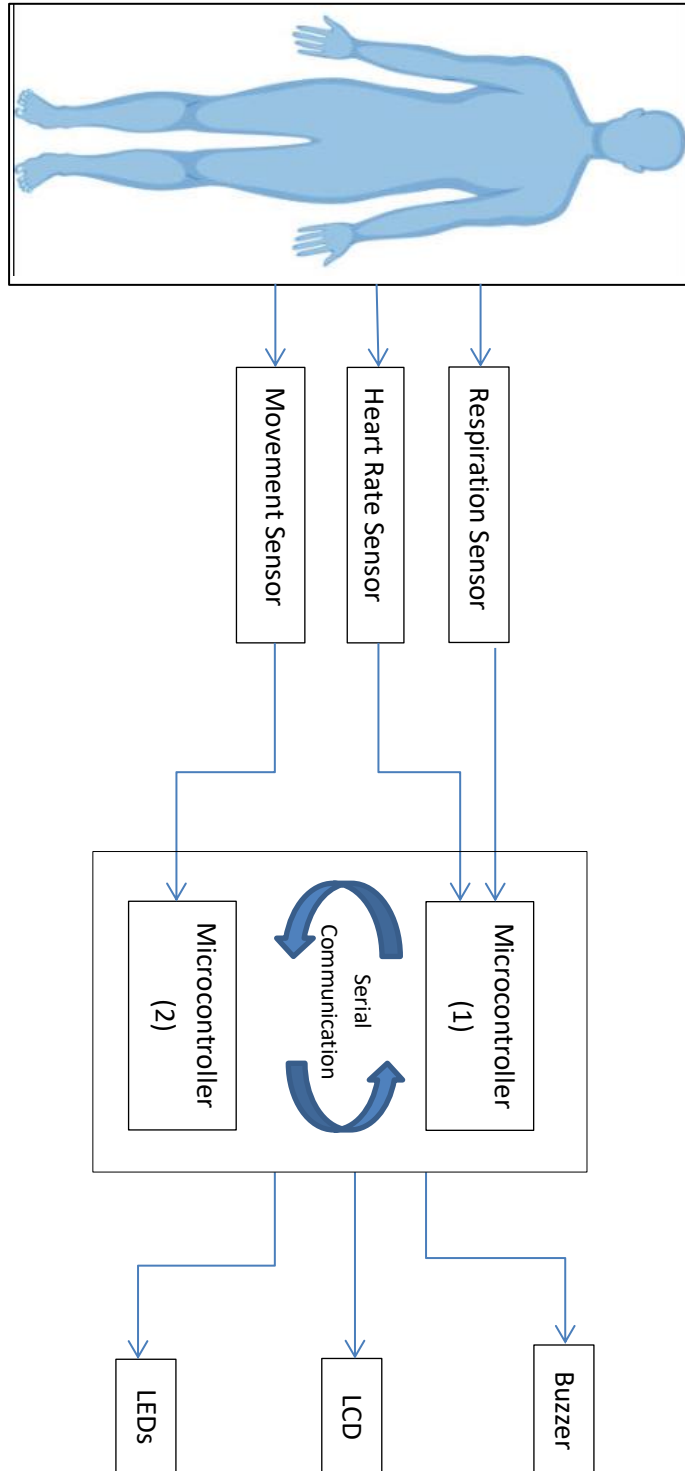 Respiration Sensor
Heart Rate Sensor
Movement Sensor
Microcontroller
(1)
Serial
Communication
Microcontroller
(2)
Buzzer
LCD
LEDs